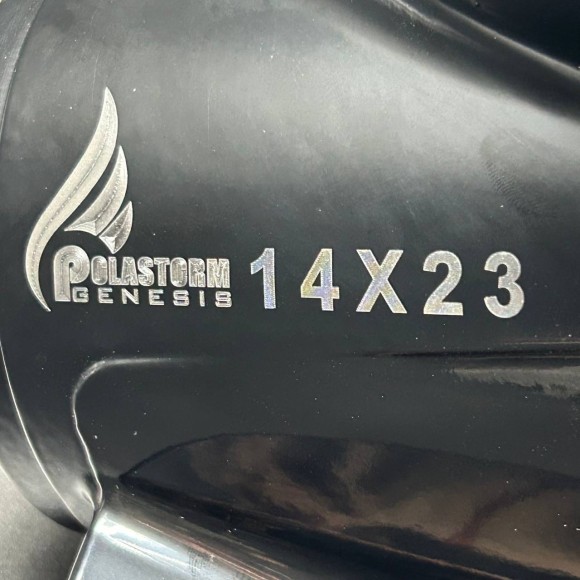 POLASTORM
GENESIS
14X23